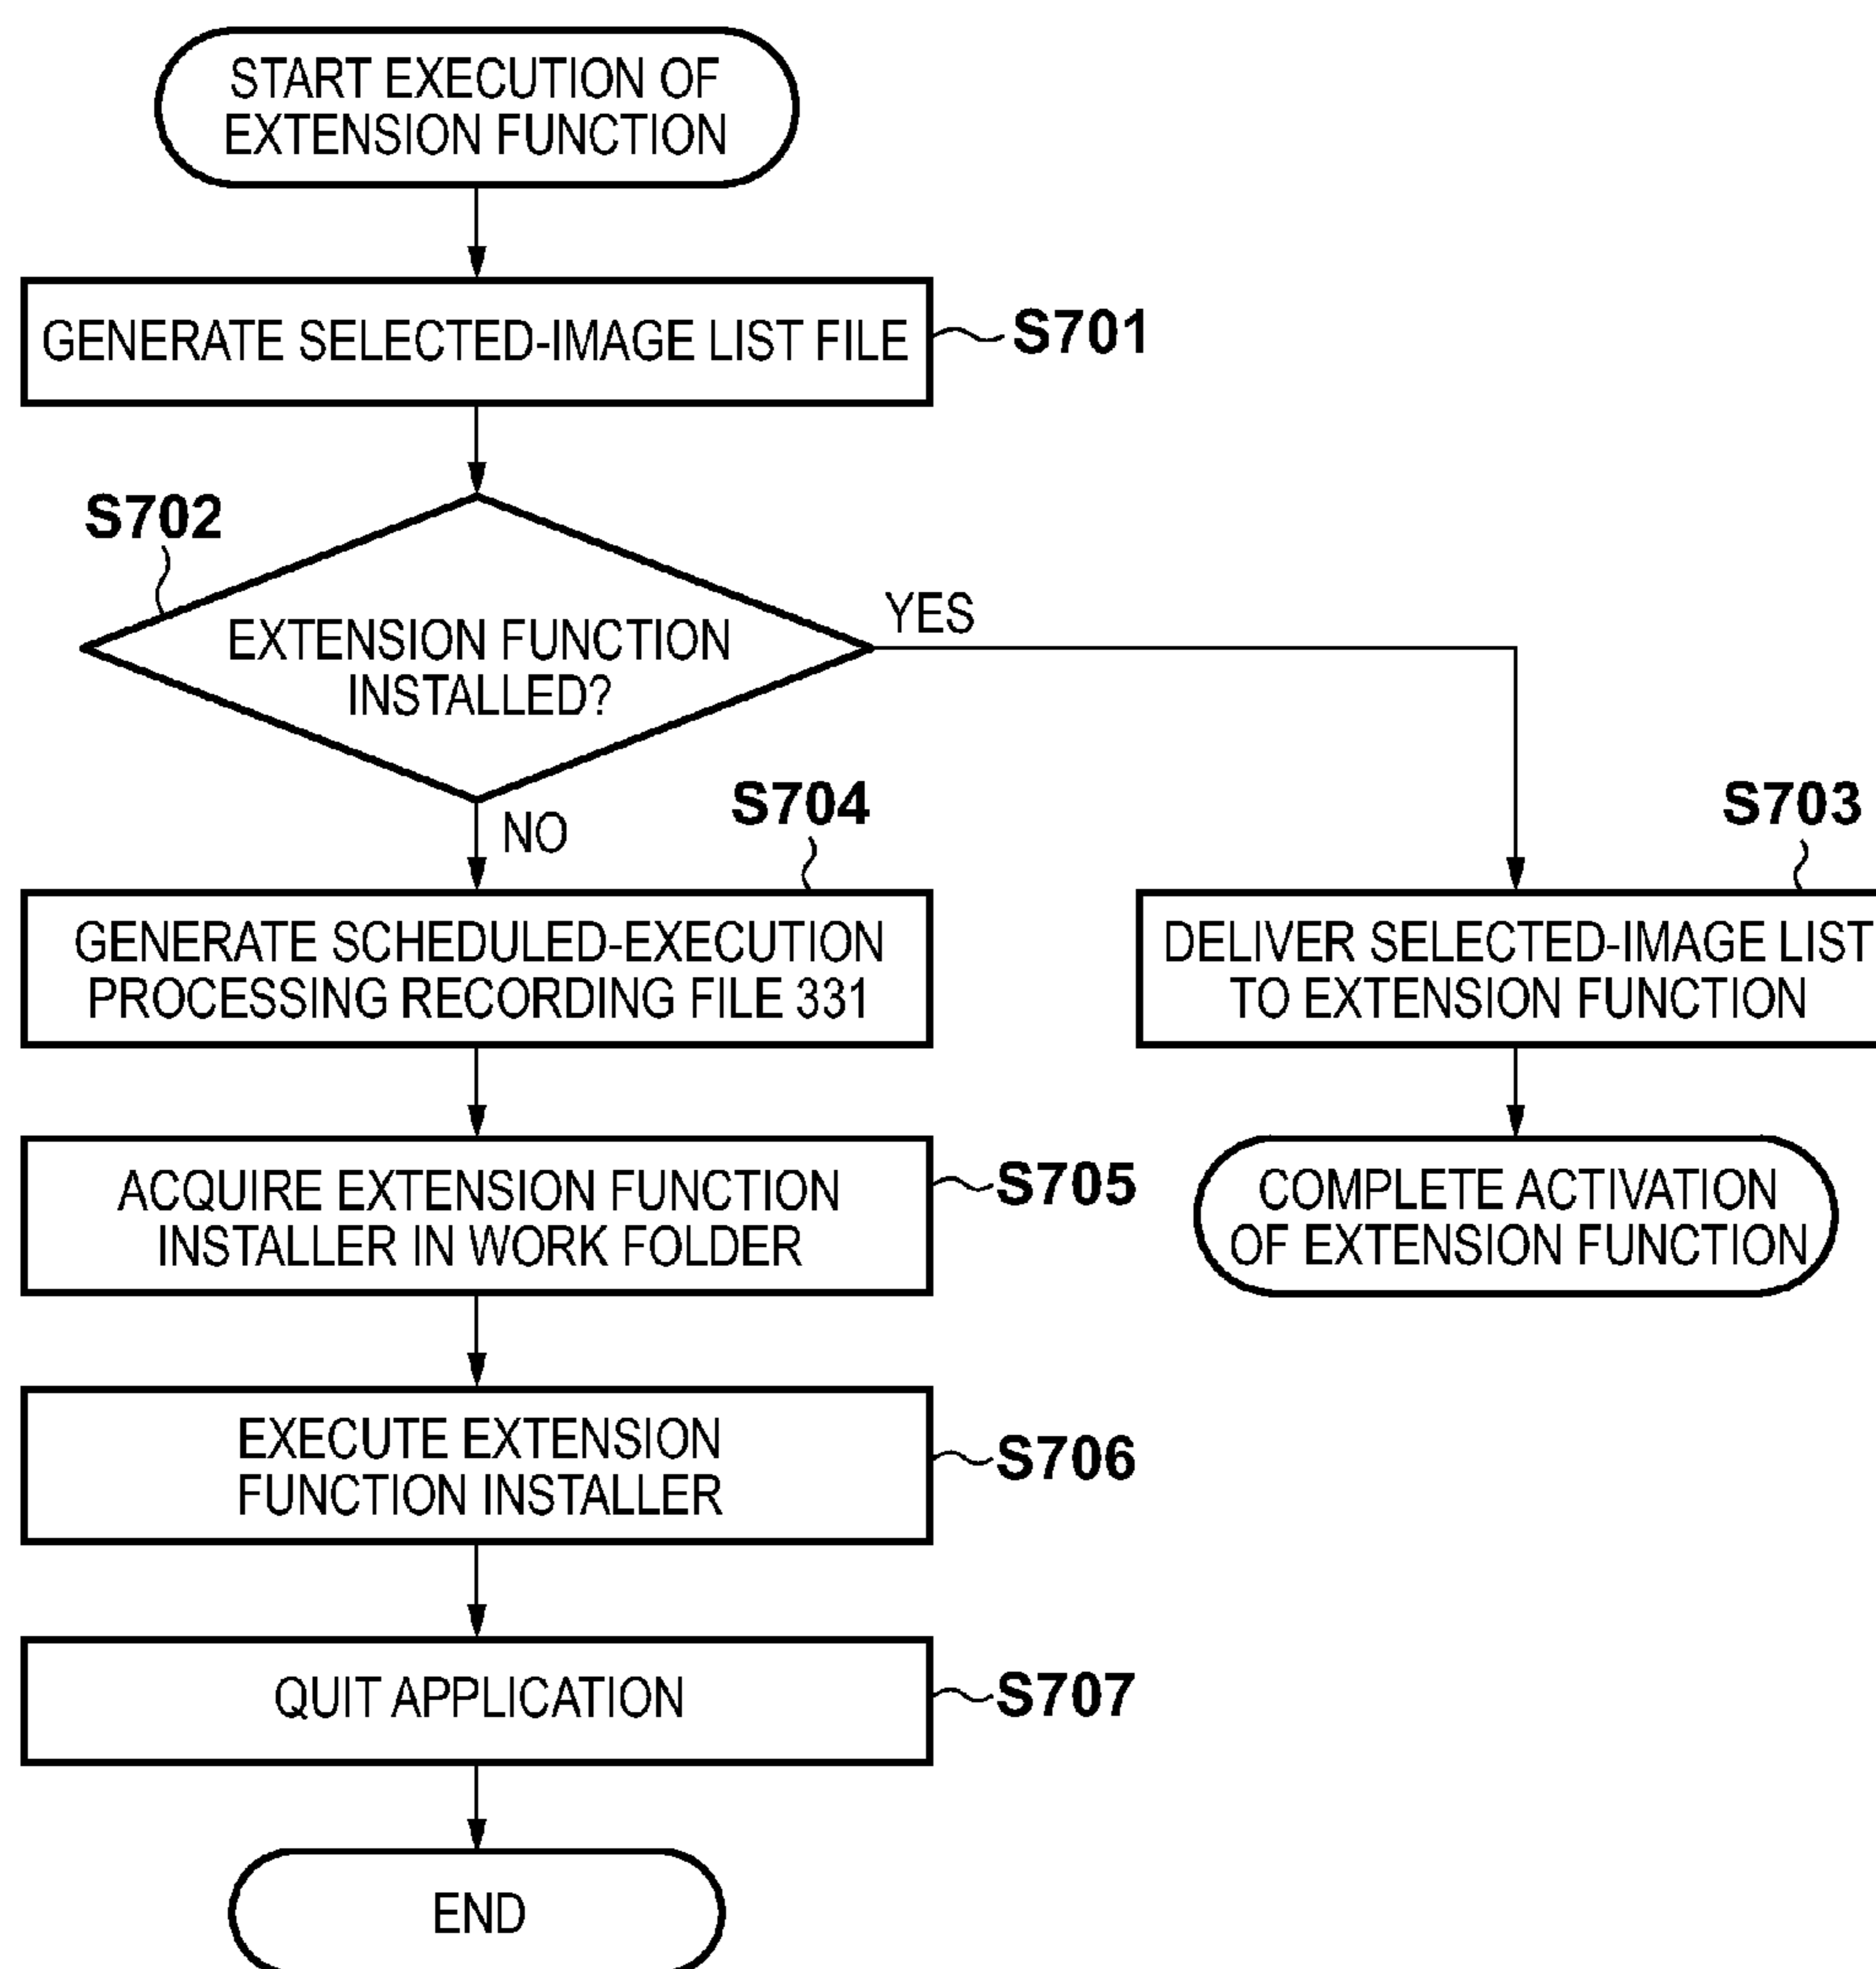 START EXECUTION OF
EXTENSION FUNCTION
GENERATE SELECTED-IMAGE LIST FILE
S701
S702
EXTENSION FUNCTION
INSTALLED?
YES
NO
S704
GENERATE SCHEDULED-EXECUTION
PROCESSING RECORDING FILE 331
S703
DELIVER SELECTED-IMAGE LIST
TO EXTENSION FUNCTION
ACQUIRE EXTENSION FUNCTION
INSTALLER IN WORK FOLDER
S705
COMPLETE ACTIVATION
OF EXTENSION FUNCTION
EXECUTE EXTENSION
FUNCTION INSTALLER
S706
QUIT APPLICATION
S707
END